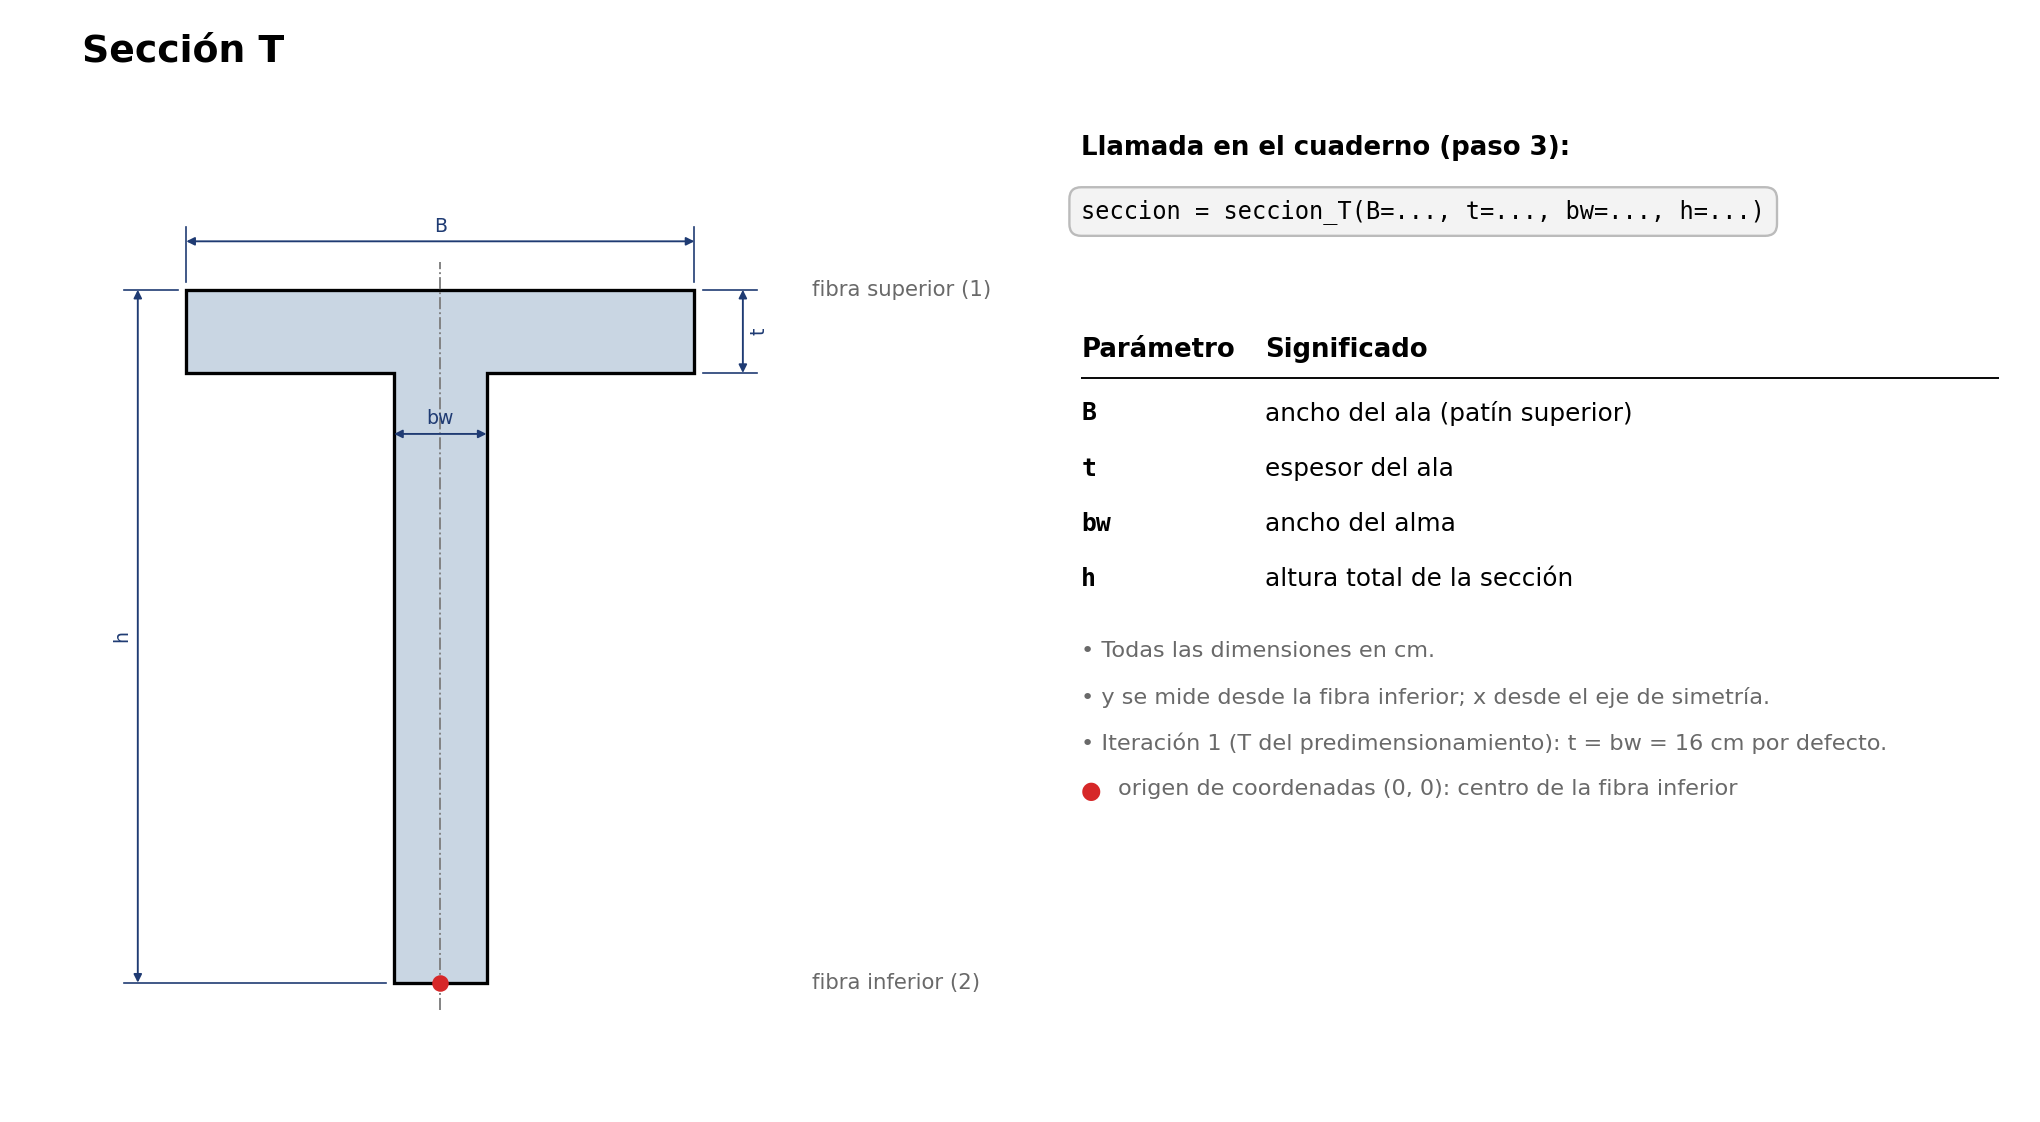 Sección T
B
fibra superior (1)
t
bw
h
fibra inferior (2)
Llamada en el cuaderno (paso 3):
seccion = seccion_T(B=..., t=..., bw=..., h=...)
Parámetro Significado
B ancho del ala (patín superior)
t espesor del ala
bw ancho del alma
h altura total de la sección
• Todas las dimensiones en cm.
• y se mide desde la fibra inferior; x desde el eje de simetría.
• Iteración 1 (T del predimensionamiento): t = bw = 16 cm por defecto.
origen de coordenadas (0, 0): centro de la fibra inferior